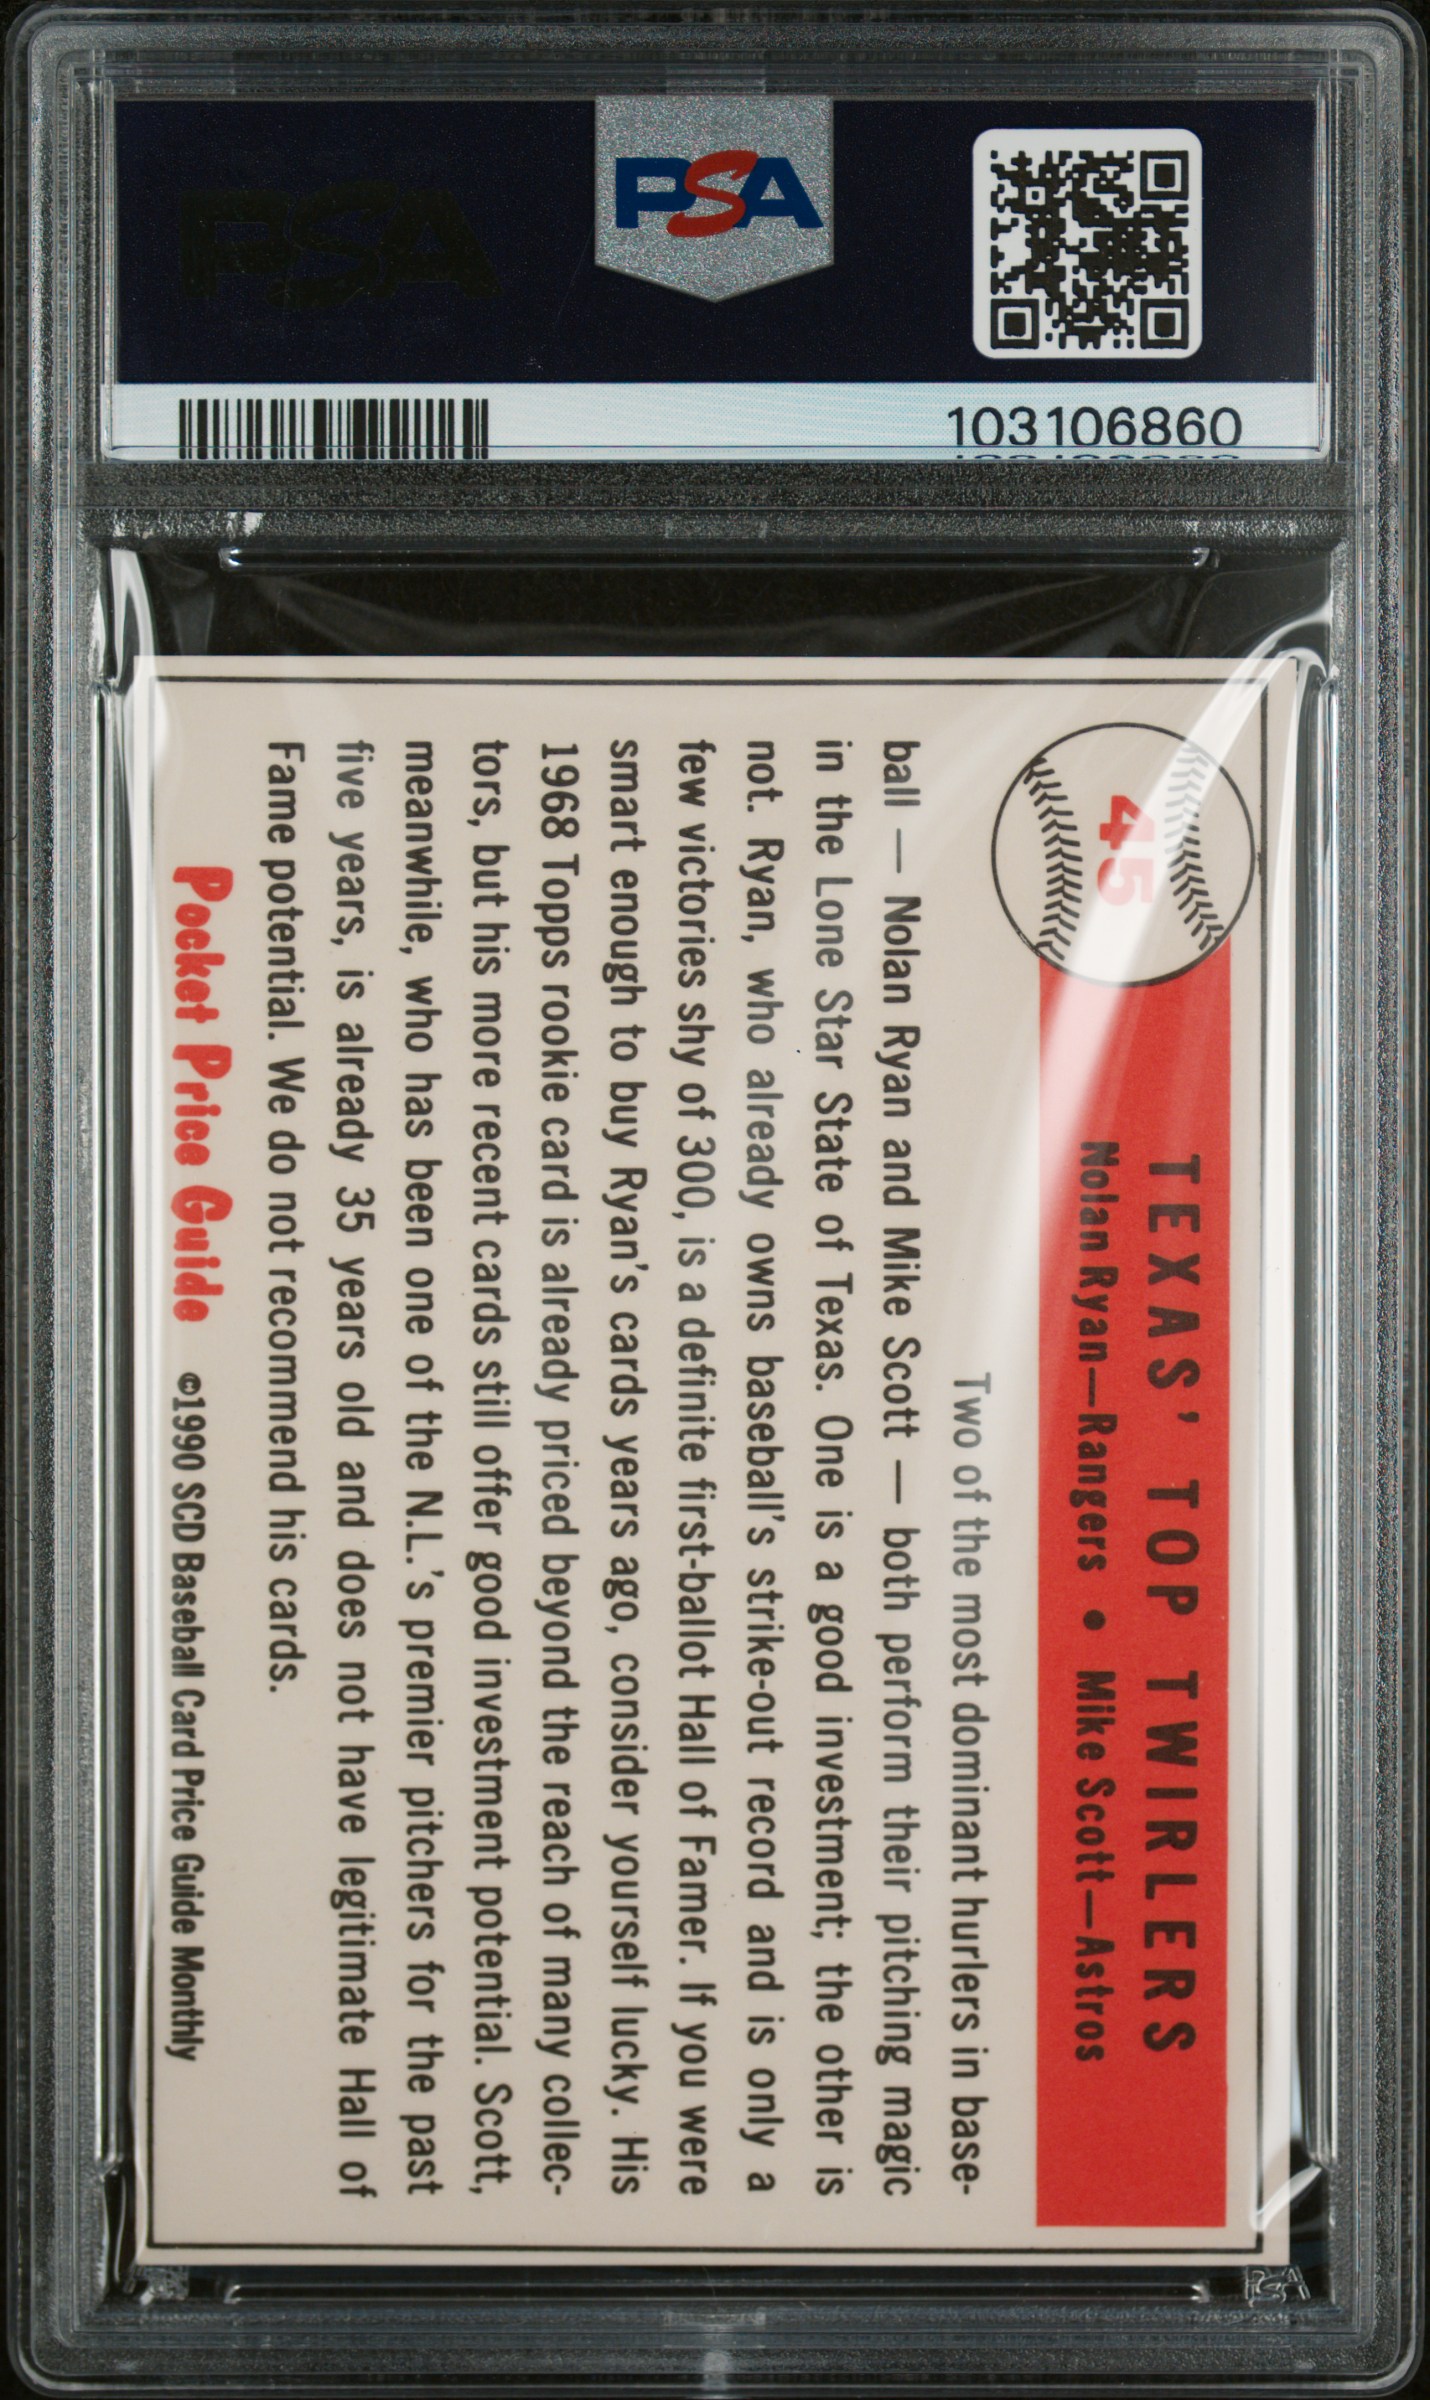 PSA
PSA
103106860
45
TEXAS' TOP TWIRLERS
Nolan Ryan—Rangers • Mike Scott—Astros
Two of the most dominant hurlers in base-
ball — Nolan Ryan and Mike Scott — both perform their pitching magic
in the Lone Star State of Texas. One is a good investment; the other is
not. Ryan, who already owns baseball's strike-out record and is only a
few victories shy of 300, is a definite first-ballot Hall of Famer. If you were
smart enough to buy Ryan's cards years ago, consider yourself lucky. His
1968 Topps rookie card is already priced beyond the reach of many collec-
tors, but his more recent cards still offer good investment potential. Scott,
meanwhile, who has been one of the N.L.'s premier pitchers for the past
five years, is already 35 years old and does not have legitimate Hall of
Fame potential. We do not recommend his cards.
Pocket Price Guide ©1990 SCD Baseball Card Price Guide Monthly
PSA